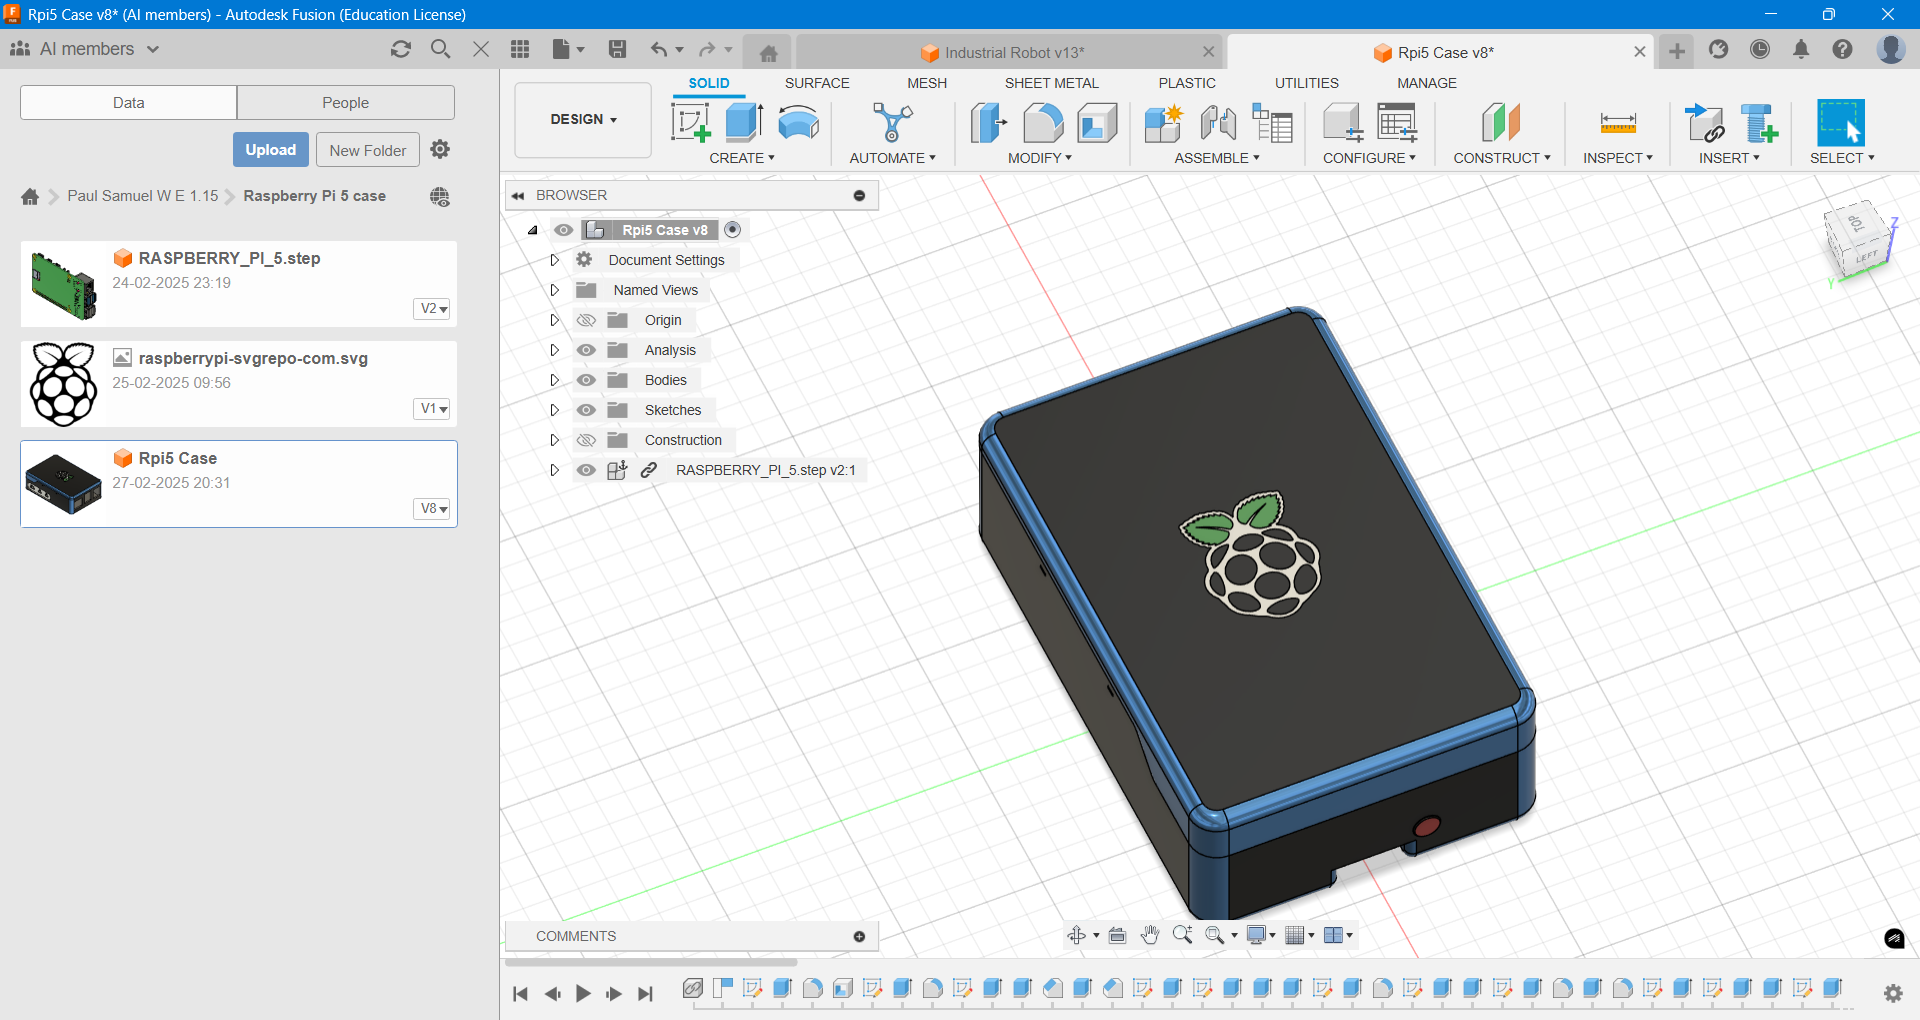 Rpi5 Case v8* (AI members) - Autodesk Fusion (Education License)
AI members
Industrial Robot v13*
Rpi5 Case v8*
Data
People
Upload
New Folder
Paul Samuel W E 1.15
Raspberry Pi 5 case
RASPBERRY_PI_5.step
24-02-2025 23:19
V2
raspberrypi-svgrepo-com.svg
25-02-2025 09:56
V1
Rpi5 Case
27-02-2025 20:31
V8
DESIGN
SOLID
SURFACE
MESH
SHEET METAL
PLASTIC
UTILITIES
MANAGE
CREATE
AUTOMATE
MODIFY
ASSEMBLE
CONFIGURE
CONSTRUCT
INSPECT
INSERT
SELECT
BROWSER
Rpi5 Case v8
Document Settings
Named Views
Origin
Analysis
Bodies
Sketches
Construction
RASPBERRY_PI_5.step v2:1
TOP
LEFT
Z
Y
COMMENTS